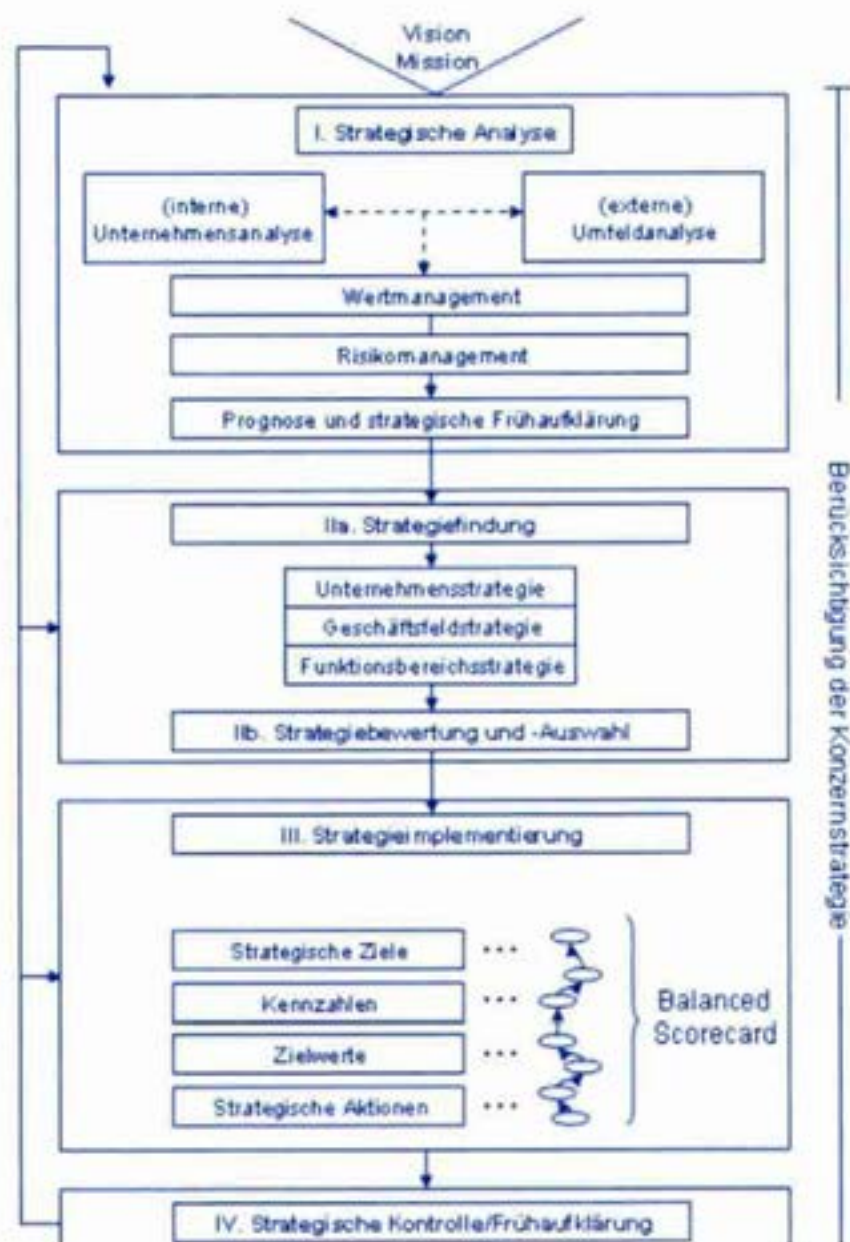 Vision
Mission
I. Strategische Analyse
(interne)
Unternehmensanalyse
(externe)
Umfeldanalyse
Wertmanagement
Risikomanagement
Prognose und strategische Frühaufklärung
IIa. Strategiefindung
Unternehmensstrategie
Geschäftsfeldstrategie
Funktionsbereichsstrategie
IIb. Strategiebewertung und -Auswahl
III. Strategieimplementierung
Strategische Ziele ...
Kennzahlen ...
Zielwerte ...
Strategische Aktionen ...
Balanced
Scorecard
IV. Strategische Kontrolle/Frühaufklärung
Berücksichtigung der Konzernstrategie